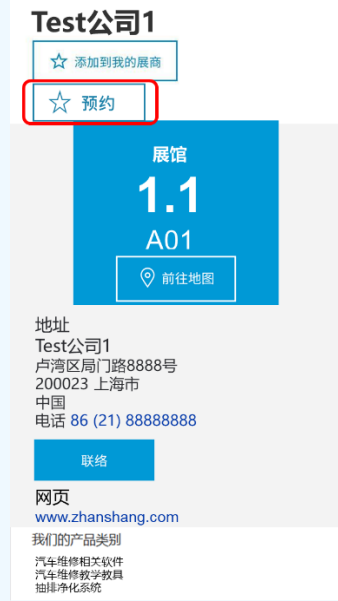 Test公司1
添加到我的展商
预约
展馆
1.1
A01
前往地图
地址
Test公司1
卢湾区局门路8888号
200023 上海市
中国
电话 86 (21) 88888888
联络
网页
www.zhanshang.com
我们的产品类别
汽车维修相关软件
汽车维修教学教具
抽排净化系统